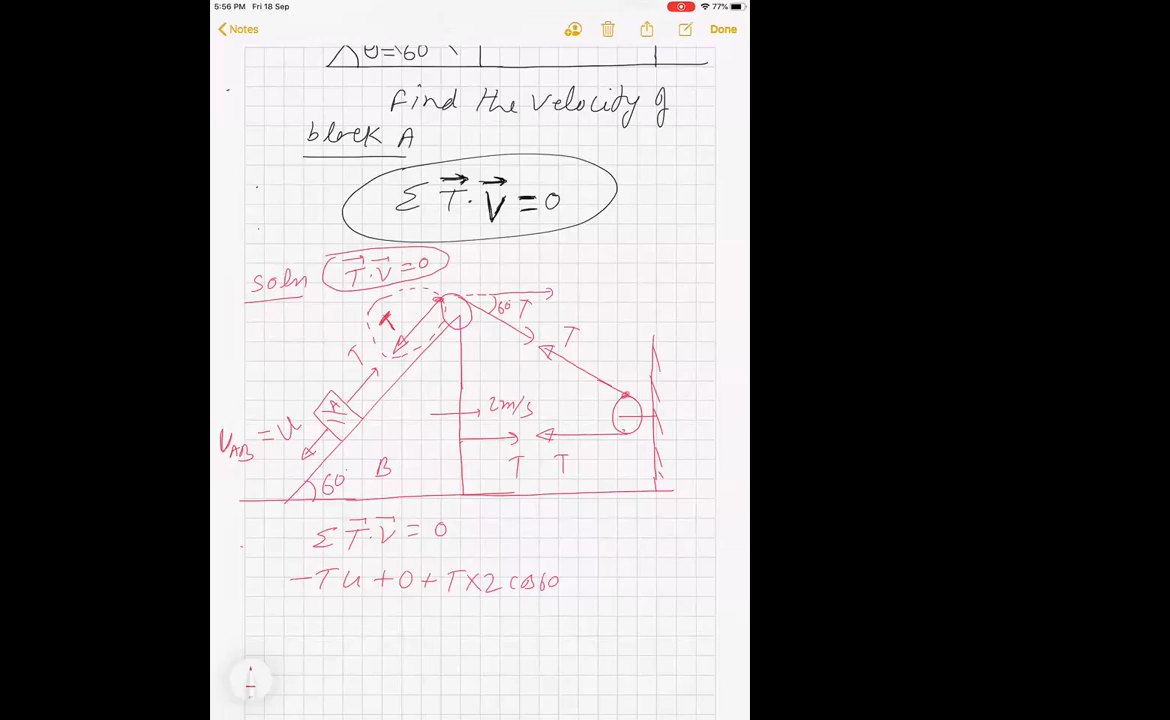 5:56 PM Fri 18 Sep
77%
Notes
Done
θ=60
Find the velocity of
block A
Σ T⃗ · V⃗ = 0
Soln T⃗ · V⃗ = 0
60° T
T
T
T
A
2m/s
V_AB = u
B
60°
T T
Σ T⃗ · V⃗ = 0
−Tu + 0 + T×2 cos60